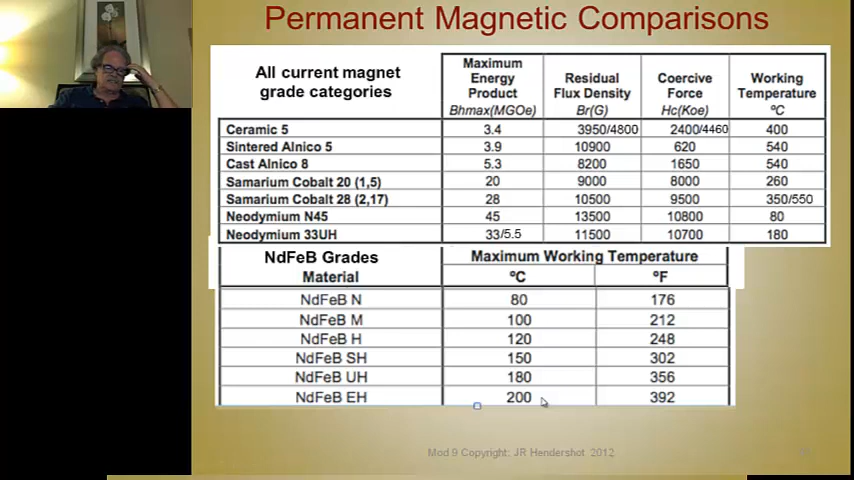 Permanent Magnetic Comparisons
All current magnet grade categories | Maximum Energy Product Bhmax(MGOe) | Residual Flux Density Br(G) | Coercive Force Hc(Koe) | Working Temperature ºC
Ceramic 5 | 3.4 | 3950/4800 | 2400/4460 | 400
Sintered Alnico 5 | 3.9 | 10900 | 620 | 540
Cast Alnico 8 | 5.3 | 8200 | 1650 | 540
Samarium Cobalt 20 (1,5) | 20 | 9000 | 8000 | 260
Samarium Cobalt 28 (2,17) | 28 | 10500 | 9500 | 350/550
Neodymium N45 | 45 | 13500 | 10800 | 80
Neodymium 33UH | 33/5.5 | 11500 | 10700 | 180
NdFeB Grades | Maximum Working Temperature
Material | ºC | ºF
NdFeB N | 80 | 176
NdFeB M | 100 | 212
NdFeB H | 120 | 248
NdFeB SH | 150 | 302
NdFeB UH | 180 | 356
NdFeB EH | 200 | 392
Mod 9 Copyright: JR Hendershot 2012